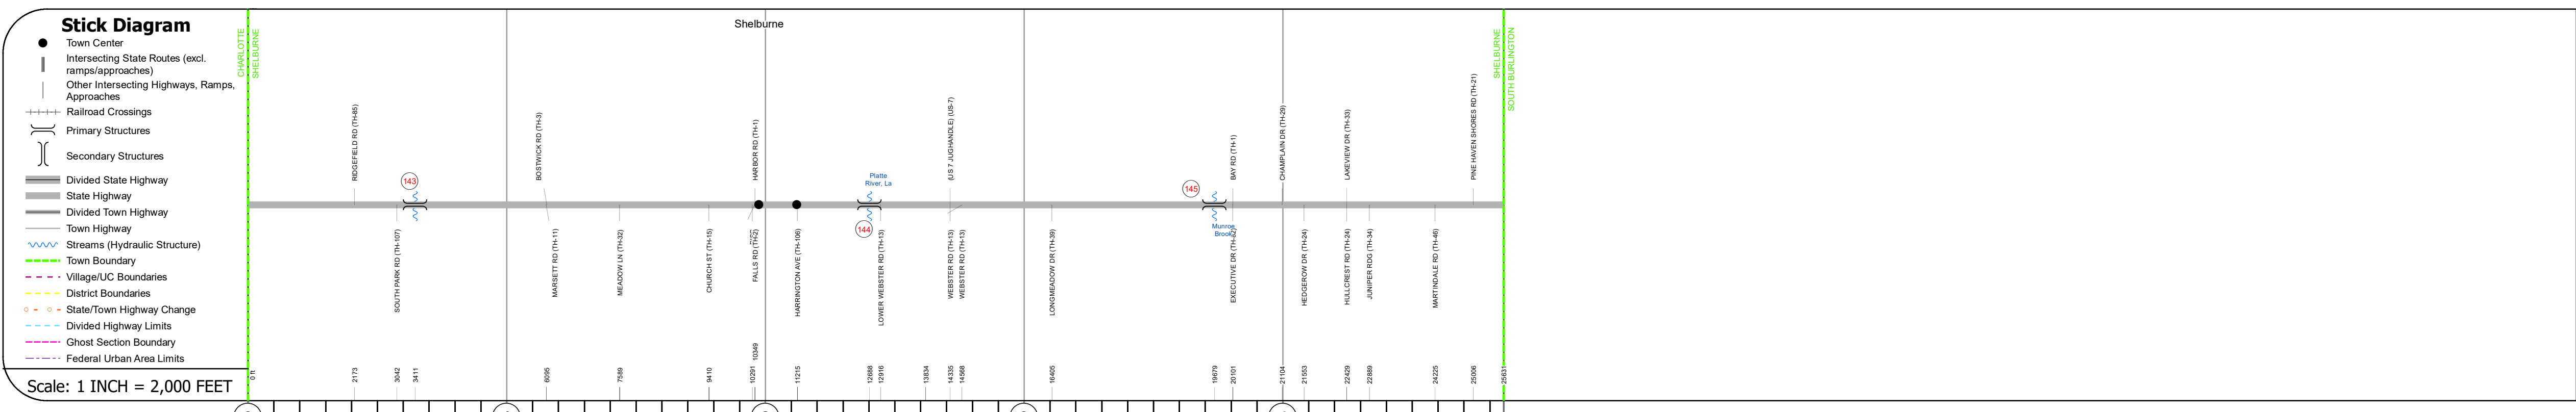 Stick Diagram
Town Center
Intersecting State Routes (excl.
ramps/approaches)
Other Intersecting Highways, Ramps,
Approaches
Railroad Crossings
Primary Structures
Secondary Structures
Divided State Highway
State Highway
Divided Town Highway
Town Highway
Streams (Hydraulic Structure)
Town Boundary
Village/UC Boundaries
District Boundaries
State/Town Highway Change
Divided Highway Limits
Ghost Section Boundary
Federal Urban Area Limits
Scale: 1 INCH = 2,000 FEET
Shelburne
CHARLOTTE
SHELBURNE
SHELBURNE
SOUTH BURLINGTON
RIDGEFIELD RD (TH-85)
BOSTWICK RD (TH-3)
HARBOR RD (TH-1)
(US 7 JUGHANDLE) (US-7)
BAY RD (TH-1)
CHAMPLAIN DR (TH-29)
LAKEVIEW DR (TH-33)
PINE HAVEN SHORES RD (TH-21)
143
Platte
River, La
144
145
Munroe
Brook
SOUTH PARK RD (TH-107)
MARSETT RD (TH-11)
MEADOW LN (TH-32)
CHURCH ST (TH-15)
FALLS RD (TH-2)
HARRINGTON AVE (TH-106)
LOWER WEBSTER RD (TH-13)
WEBSTER RD (TH-13)
WEBSTER RD (TH-13)
LONGMEADOW DR (TH-39)
EXECUTIVE DR (TH-62)
HEDGEROW DR (TH-24)
HULLCREST RD (TH-24)
JUNIPER RDG (TH-34)
MARTINDALE RD (TH-46)
0 ft
2173
3042
3411
6095
7589
9410
10291
10349
11215
12688
12916
13834
14335
14568
16405
19679
20101
21104
21553
22429
22889
24225
25006
25631